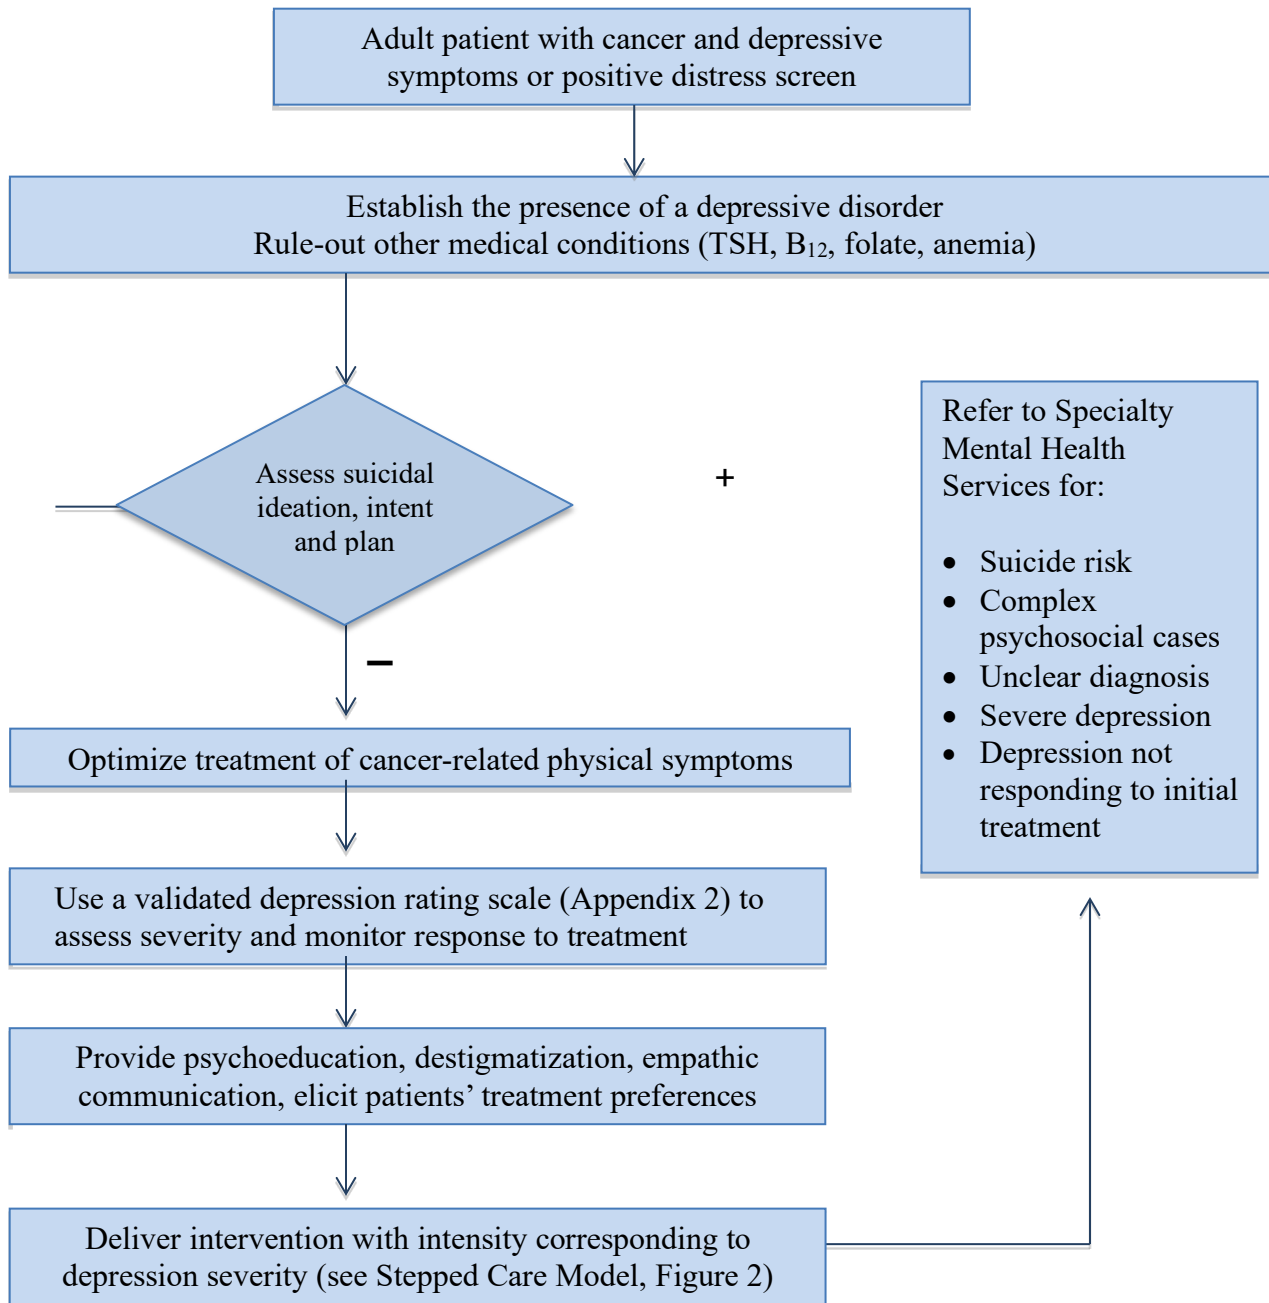 Adult patient with cancer and depressive
symptoms or positive distress screen
Establish the presence of a depressive disorder
Rule-out other medical conditions (TSH, B₁₂, folate, anemia)
Assess suicidal
ideation, intent
and plan
+
–
Refer to Specialty
Mental Health
Services for:
• Suicide risk
• Complex
psychosocial cases
• Unclear diagnosis
• Severe depression
• Depression not
responding to initial
treatment
Optimize treatment of cancer-related physical symptoms
Use a validated depression rating scale (Appendix 2) to
assess severity and monitor response to treatment
Provide psychoeducation, destigmatization, empathic
communication, elicit patients’ treatment preferences
Deliver intervention with intensity corresponding to
depression severity (see Stepped Care Model, Figure 2)